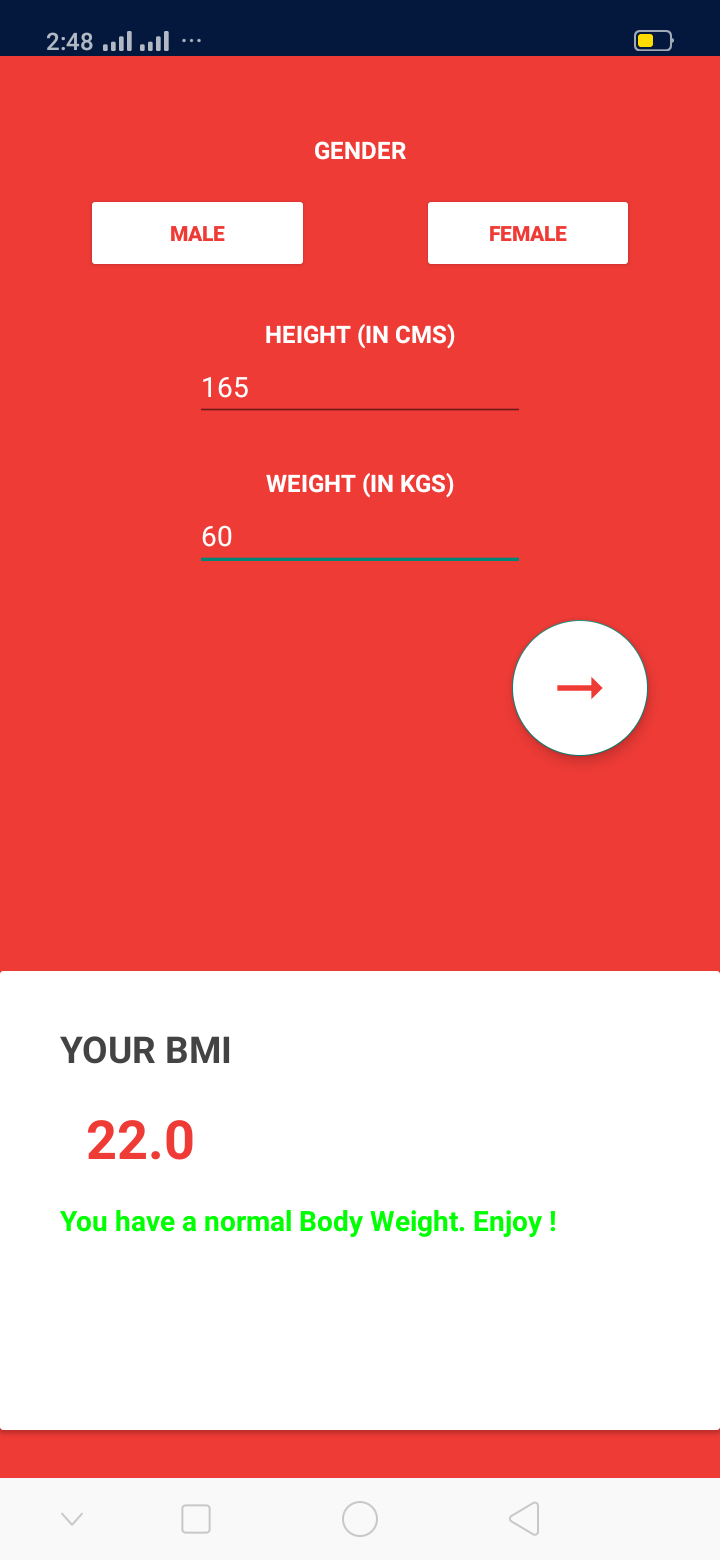 2:48 ...
GENDER
MALE FEMALE
HEIGHT (IN CMS)
165
WEIGHT (IN KGS)
60
YOUR BMI
22.0
You have a normal Body Weight. Enjoy !